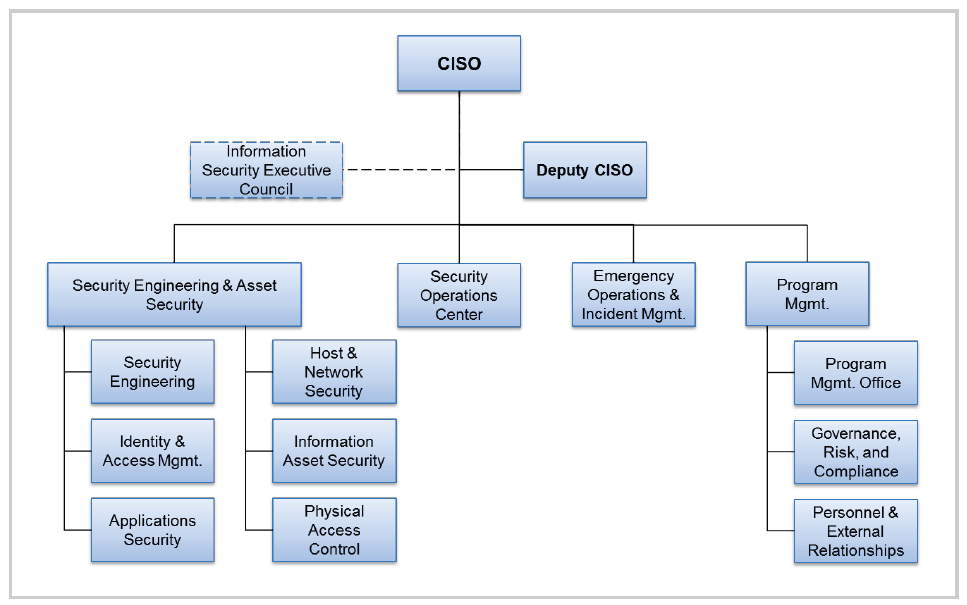 CISO
Information
Security Executive
Council
Deputy CISO
Security Engineering & Asset
Security
Security
Operations
Center
Emergency
Operations &
Incident Mgmt.
Program
Mgmt.
Security
Engineering
Host &
Network
Security
Program
Mgmt. Office
Identity &
Access Mgmt.
Information
Asset Security
Governance,
Risk, and
Compliance
Applications
Security
Physical
Access
Control
Personnel &
External
Relationships